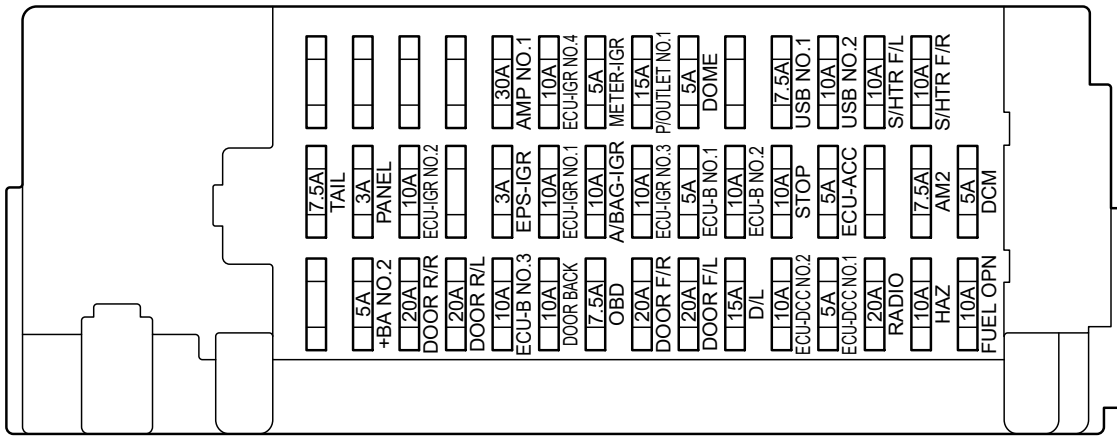 30A
AMP NO.1
10A
ECU-IGR NO.4
5A
METER-IGR
15A
P/OUTLET NO.1
5A
DOME
7.5A
USB NO.1
10A
USB NO.2
10A
S/HTR F/L
10A
S/HTR F/R
7.5A
TAIL
3A
PANEL
10A
ECU-IGR NO.2
3A
EPS-IGR
10A
ECU-IGR NO.1
10A
A/BAG-IGR
10A
ECU-IGR NO.3
5A
ECU-B NO.1
10A
ECU-B NO.2
10A
STOP
5A
ECU-ACC
7.5A
AM2
5A
DCM
5A
+BA NO.2
20A
DOOR R/R
20A
DOOR R/L
10A
ECU-B NO.3
10A
DOOR BACK
7.5A
OBD
20A
DOOR F/R
20A
DOOR F/L
15A
D/L
10A
ECU-DCC NO.2
5A
ECU-DCC NO.1
20A
RADIO
10A
HAZ
10A
FUEL OPN